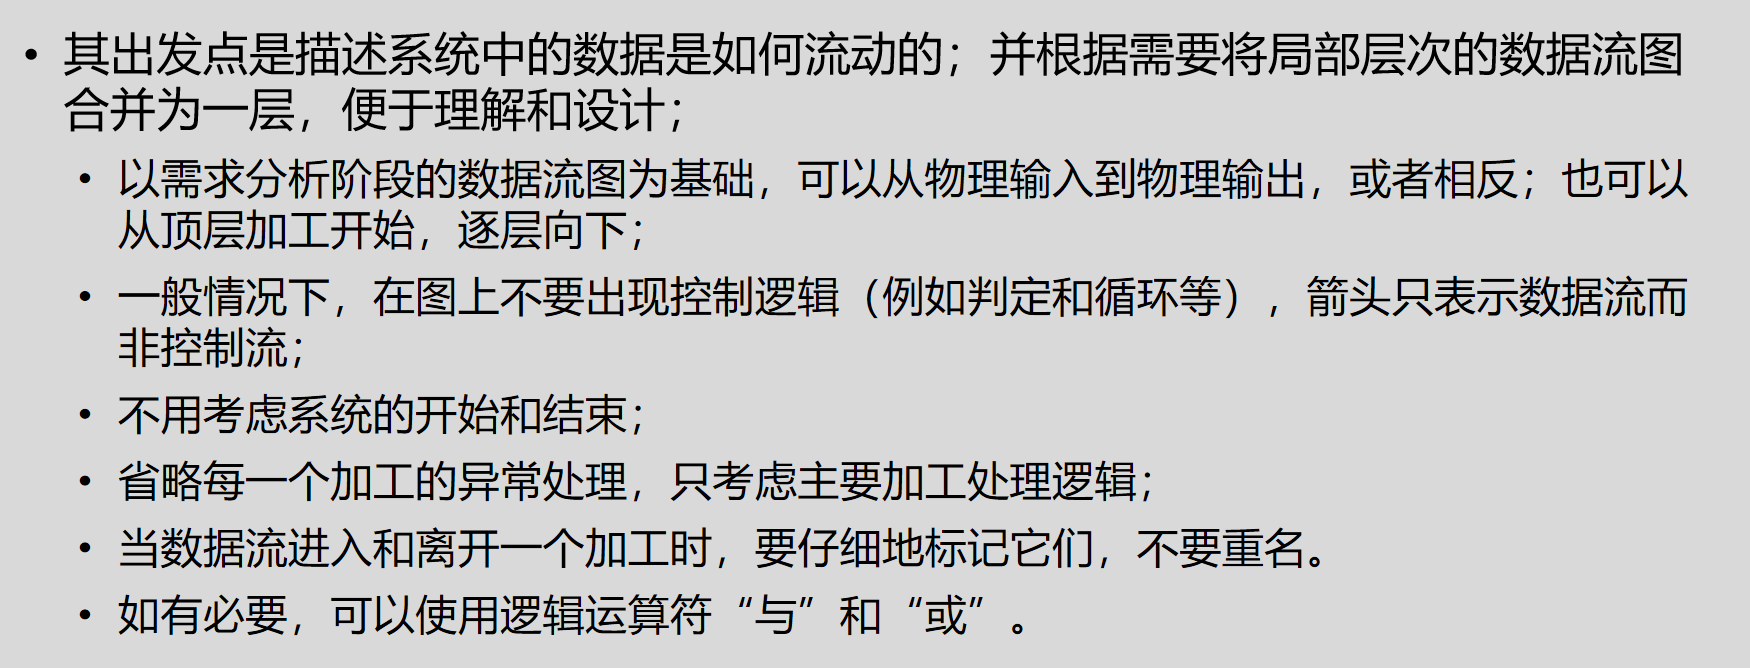 • 其出发点是描述系统中的数据是如何流动的；并根据需要将局部层次的数据流图
合并为一层，便于理解和设计；
• 以需求分析阶段的数据流图为基础，可以从物理输入到物理输出，或者相反；也可以
从顶层加工开始，逐层向下；
• 一般情况下，在图上不要出现控制逻辑（例如判定和循环等），箭头只表示数据流而
非控制流；
• 不用考虑系统的开始和结束；
• 省略每一个加工的异常处理，只考虑主要加工处理逻辑；
• 当数据流进入和离开一个加工时，要仔细地标记它们，不要重名。
• 如有必要，可以使用逻辑运算符“与”和“或”。